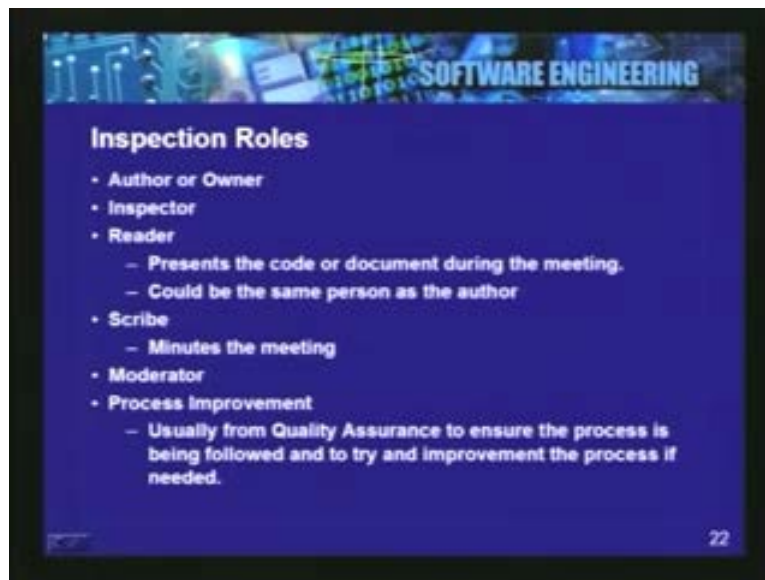 SOFTWARE ENGINEERING
Inspection Roles
• Author or Owner
• Inspector
• Reader
– Presents the code or document during the meeting.
– Could be the same person as the author
• Scribe
– Minutes the meeting
• Moderator
• Process Improvement
– Usually from Quality Assurance to ensure the process is
being followed and to try and improvement the process if
needed.
22